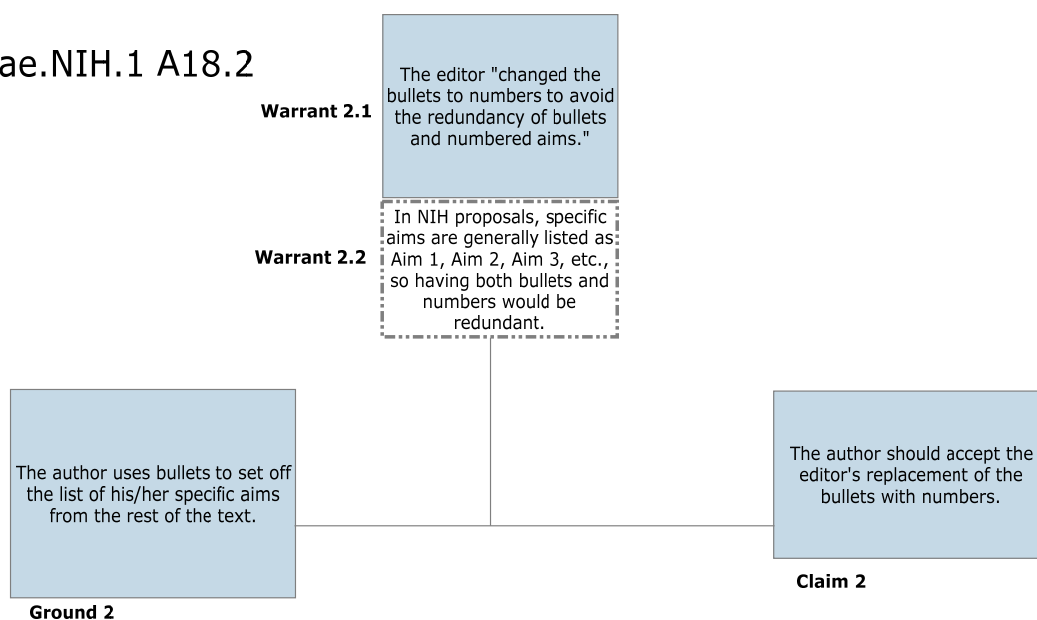 ae.NIH.1 A18.2
Warrant 2.1
The editor "changed the
bullets to numbers to avoid
the redundancy of bullets
and numbered aims."
Warrant 2.2
In NIH proposals, specific
aims are generally listed as
Aim 1, Aim 2, Aim 3, etc.,
so having both bullets and
numbers would be
redundant.
The author uses bullets to set off
the list of his/her specific aims
from the rest of the text.
Ground 2
The author should accept the
editor's replacement of the
bullets with numbers.
Claim 2